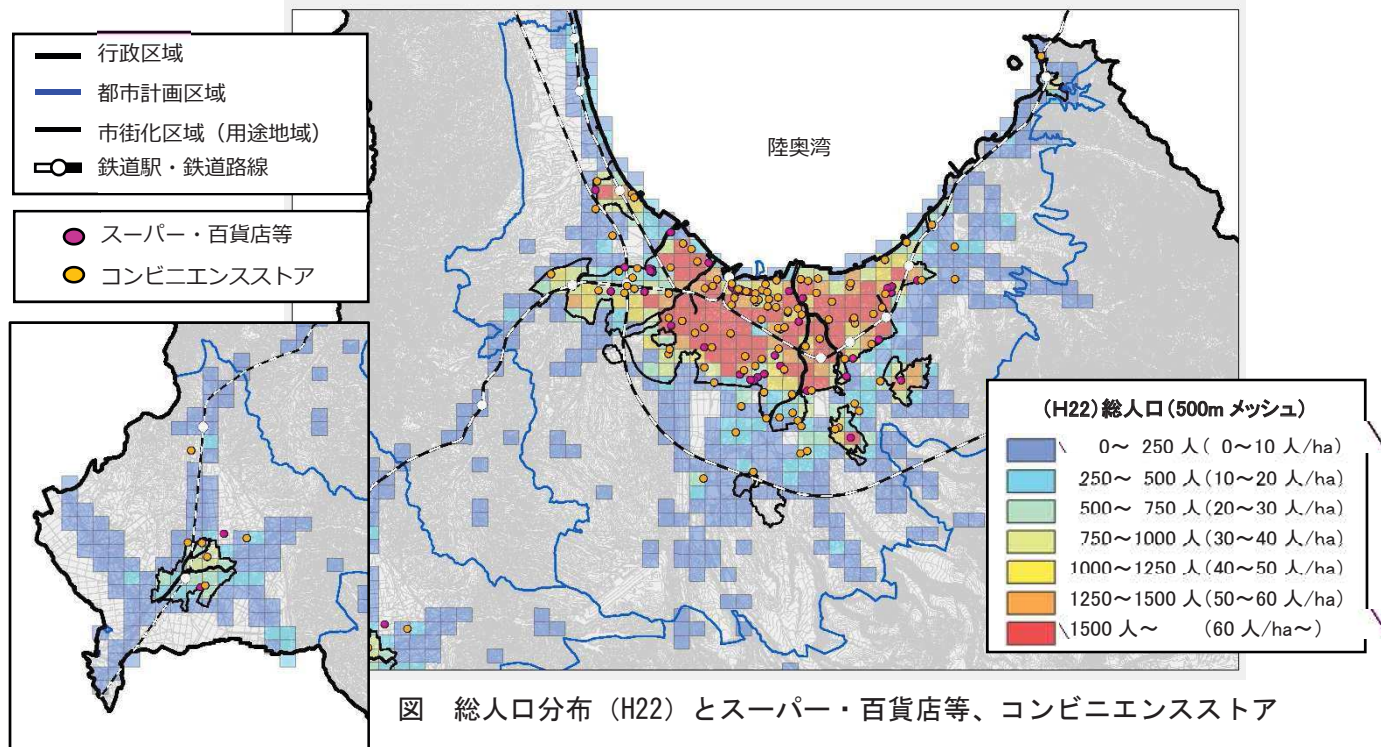 行政区域
都市計画区域
市街化区域（用途地域）
鉄道駅・鉄道路線
スーパー・百貨店等
コンビニエンスストア
陸奥湾
(H22)総人口(500m メッシュ)
0～ 250 人( 0～10 人/ha)
250～ 500 人(10～20 人/ha)
500～ 750 人(20～30 人/ha)
750～1000 人(30～40 人/ha)
1000～1250 人(40～50 人/ha)
1250～1500 人(50～60 人/ha)
1500 人～ (60 人/ha～)
図 総人口分布（H22）とスーパー・百貨店等、コンビニエンスストア